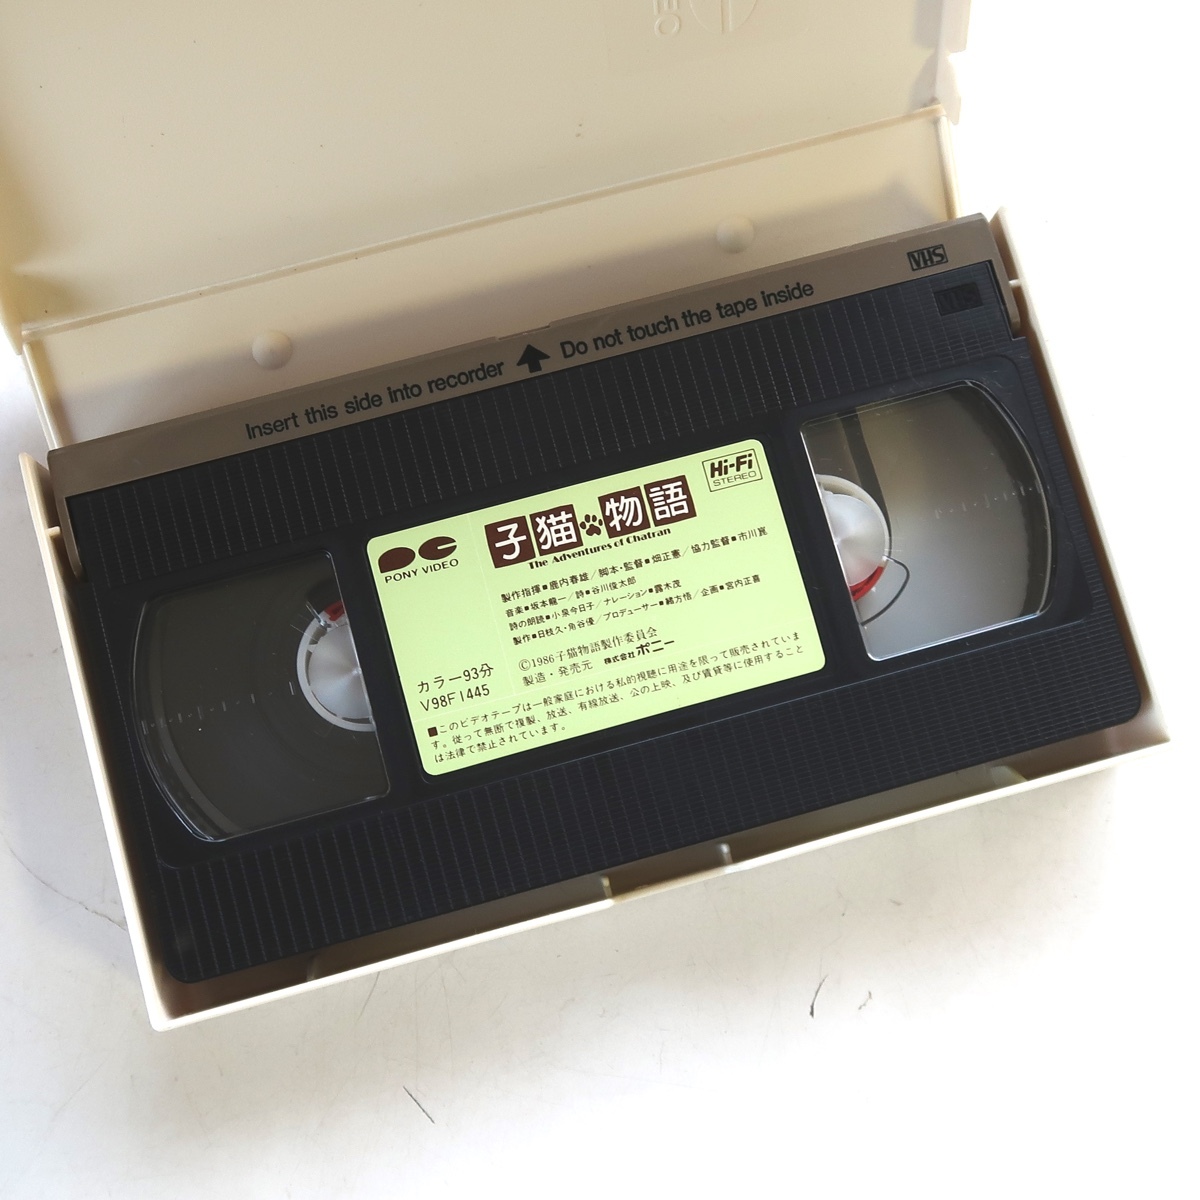 VHS
VHS
Insert this side into recorder Do not touch the tape inside
Hi-Fi
STEREO
PONY VIDEO
子猫物語
The Adventures of Chatran
製作指揮■鹿内春雄/脚本・監督■畑正憲/協力監督■市川崑
音楽■坂本龍一/詩■谷川俊太郎
詩の朗読■小泉今日子/ナレーション■露木茂
製作■日枝久・角谷優/プロデューサー■緒方悟/企画■宮内正喜
©1986子猫物語製作委員会
製造・発売元 株式会社ポニー
カラー93分
V98F1445
■このビデオテープは一般家庭における私的視聴に用途を限って販売されていま
す。従って無断で複製、放送、有線放送、公の上映、及び賃貸等に使用すること
は法律で禁止されています。